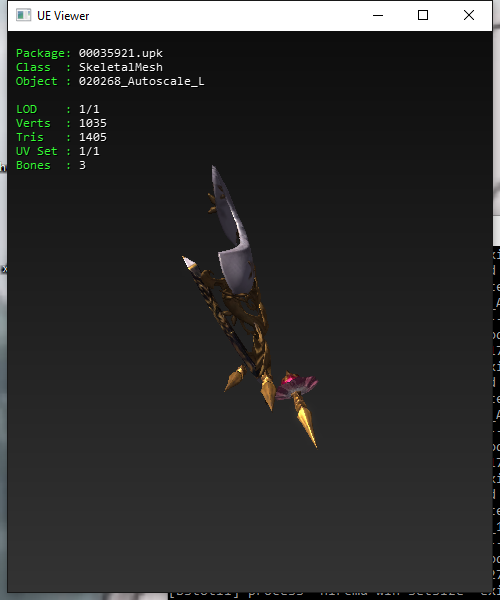 UE Viewer
Package: 00035921.upk
Class : SkeletalMesh
Object : 020268_Autoscale_L
LOD : 1/1
Verts : 1035
Tris : 1405
UV Set : 1/1
Bones : 3